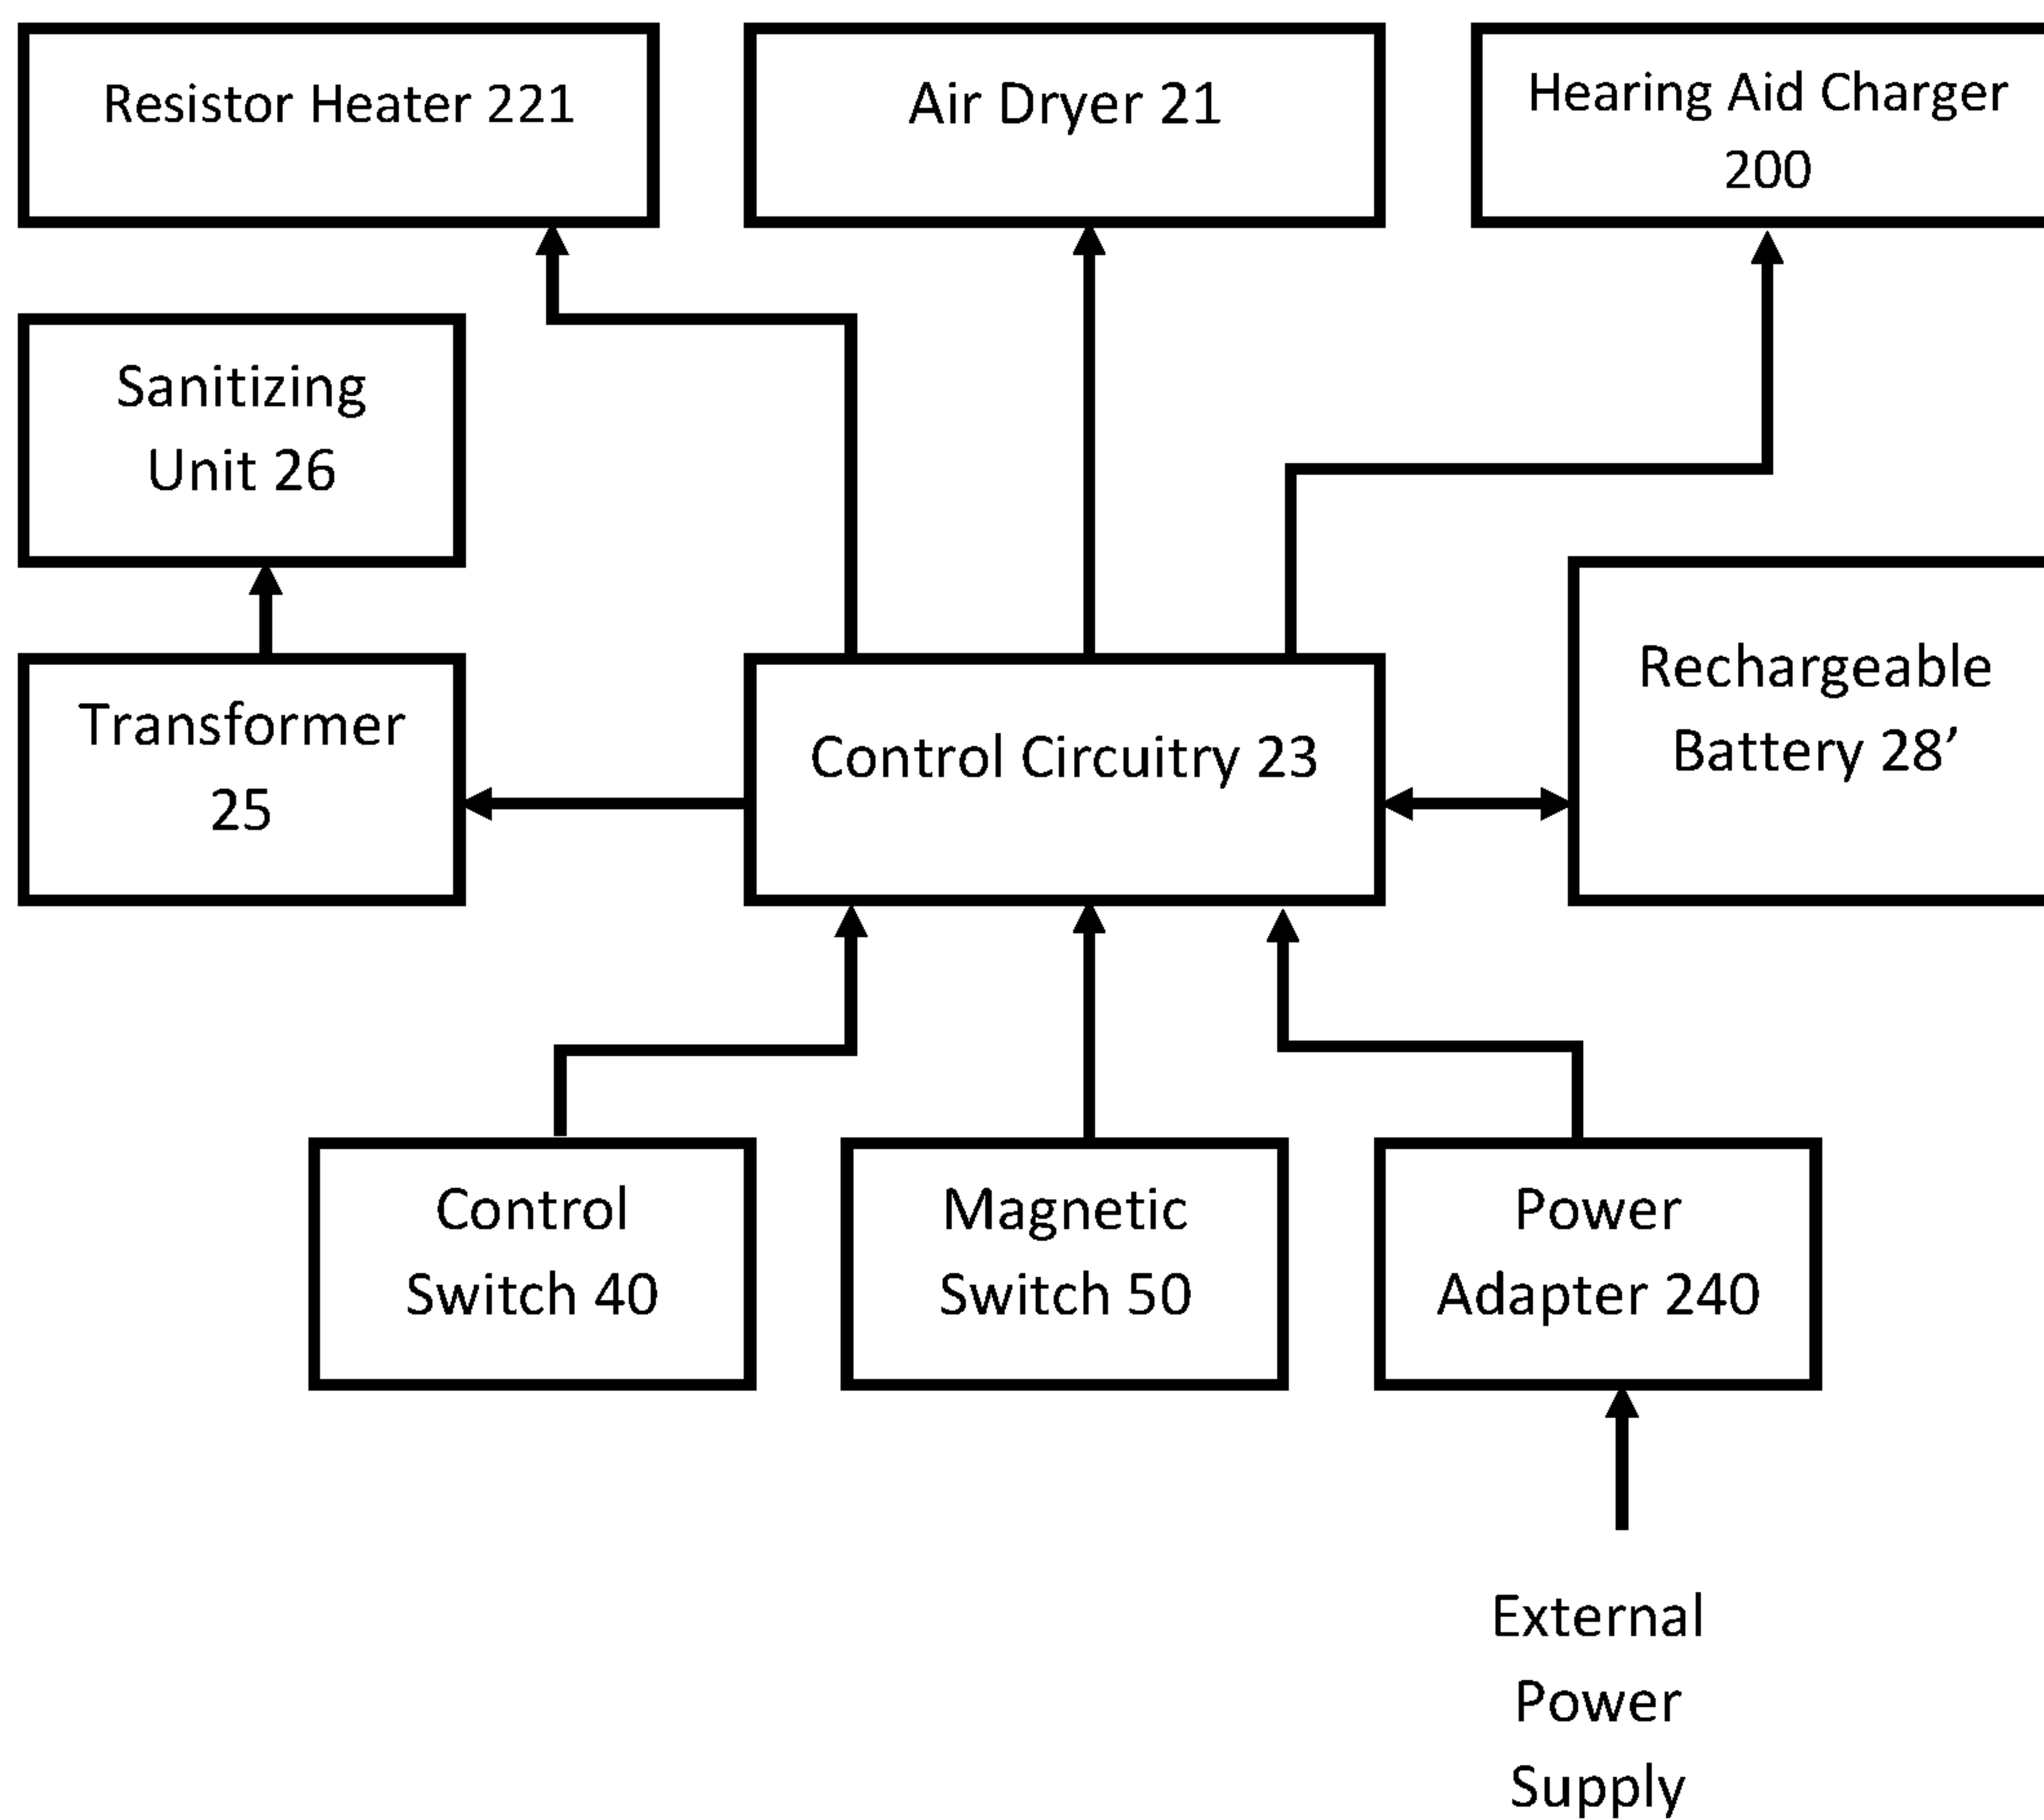 Resistor Heater 221
Air Dryer 21
Hearing Aid Charger
200
Sanitizing
Unit 26
Transformer
25
Control Circuitry 23
Rechargeable
Battery 28’
Control
Switch 40
Magnetic
Switch 50
Power
Adapter 240
External
Power
Supply